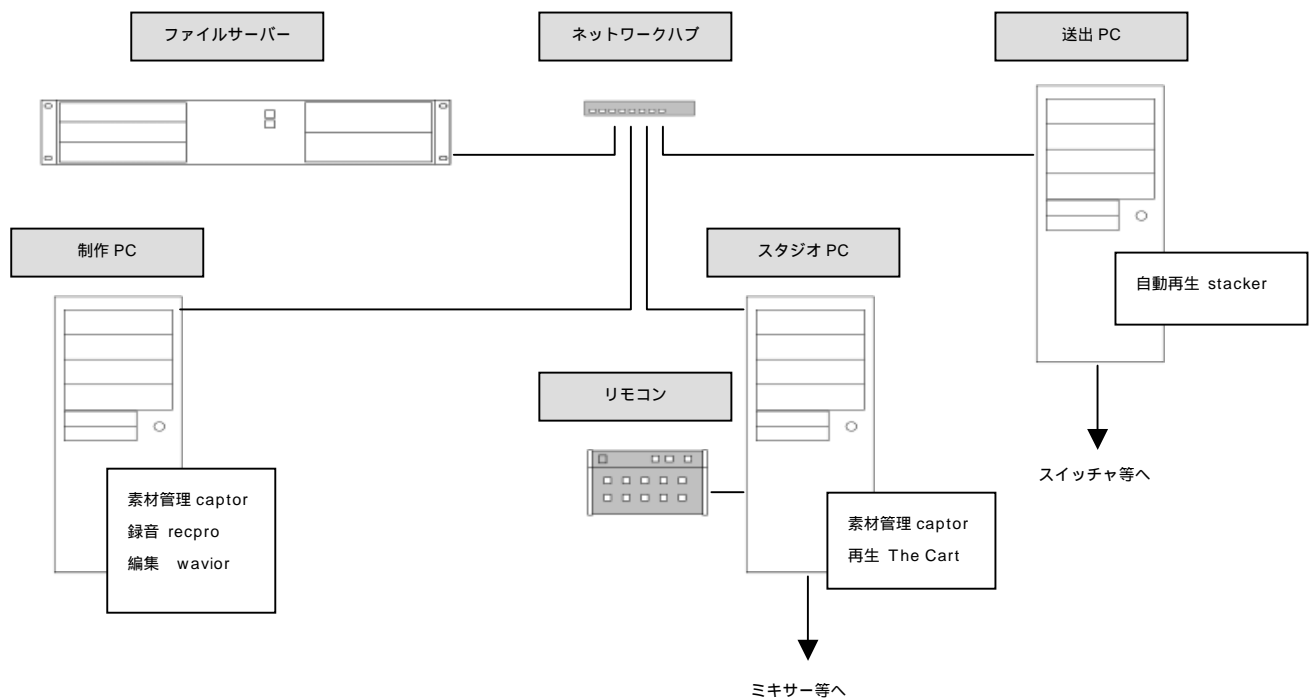 ファイルサーバー
ネットワークハブ
送出 PC
制作 PC
スタジオ PC
自動再生 stacker
リモコン
スイッチャ等へ
素材管理 captor
録音 recpro
編集 wavior
素材管理 captor
再生 The Cart
ミキサー等へ